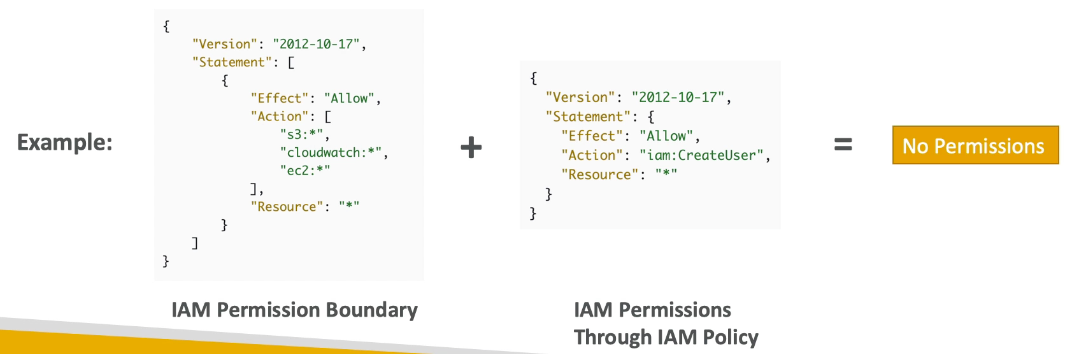 Example:
{
    "Version": "2012-10-17",
    "Statement": [
        {
            "Effect": "Allow",
            "Action": [
                "s3:*",
                "cloudwatch:*",
                "ec2:*"
            ],
            "Resource": "*"
        }
    ]
}
IAM Permission Boundary
+
{
  "Version": "2012-10-17",
  "Statement": {
    "Effect": "Allow",
    "Action": "iam:CreateUser",
    "Resource": "*"
  }
}
IAM Permissions
Through IAM Policy
=
No Permissions